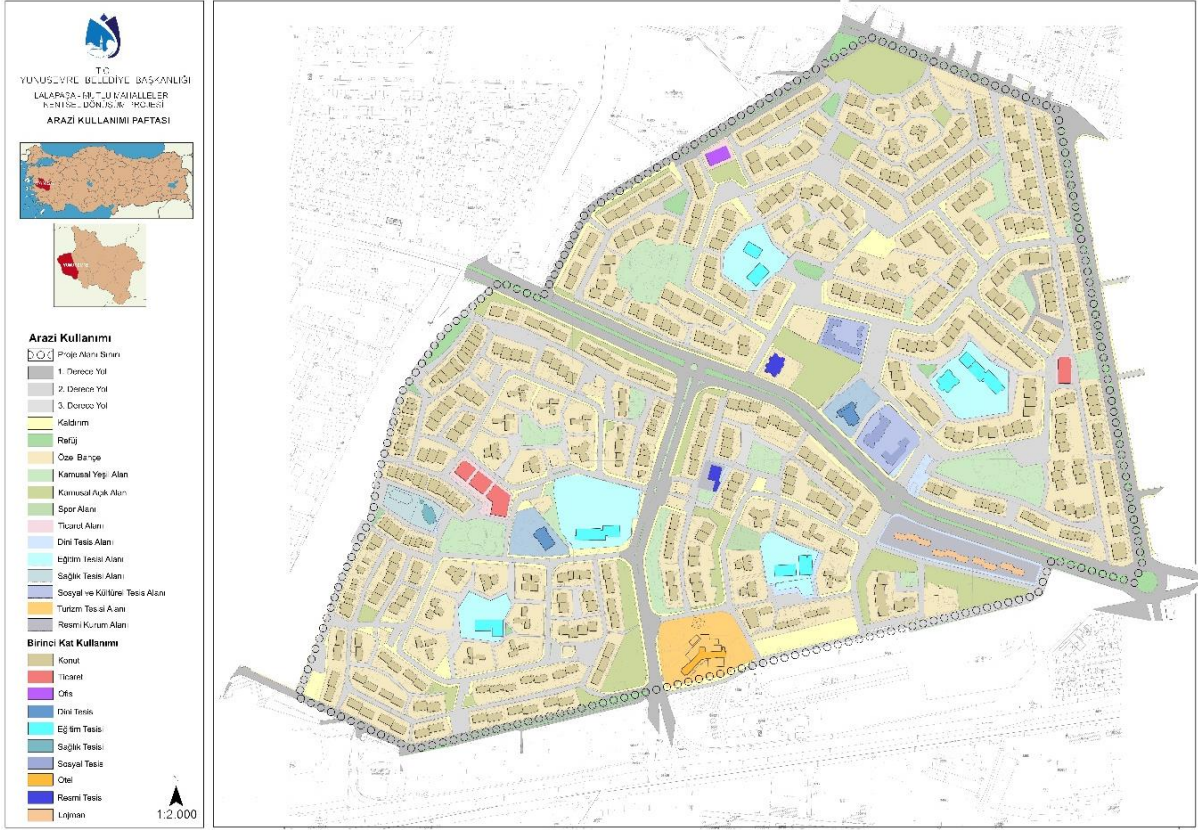 T.C.
YUNUSEMRE BELEDİYE BAŞKANLIĞI
LALAPAŞA - MUTLU MAHALLELER
KENTSEL DÖNÜŞÜM PROJESİ
ARAZİ KULLANIMI PAFTASI
Arazi Kullanımı
Proje Alanı Sınırı
1. Derece Yol
2. Derece Yol
3. Derece Yol
Kaldırım
Refüj
Özel Bahçe
Kamusal Yeşil Alan
Kamusal Açık Alan
Spor Alanı
Ticaret Alanı
Dini Tesis Alanı
Eğitim Tesisi Alanı
Sağlık Tesisi Alanı
Sosyal ve Kültürel Tesis Alanı
Turizm Tesisi Alanı
Resmi Kurum Alanı
Birinci Kat Kullanımı
Konut
Ticaret
Ofis
Dini Tesis
Eğitim Tesisi
Sağlık Tesisi
Sosyal Tesis
Otel
Resmi Tesis
Lojman
1:2.000